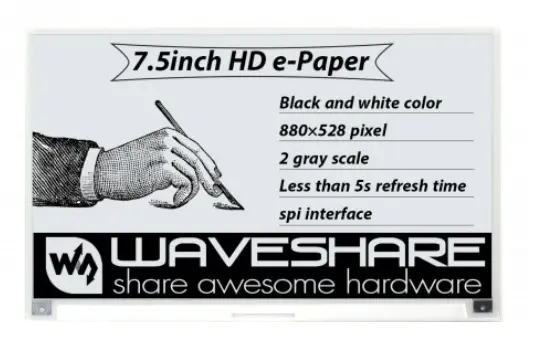 7.5inch HD e-Paper
Black and white color
880×528 pixel
2 gray scale
Less than 5s refresh time
spi interface
WAVESHARE
share awesome hardware